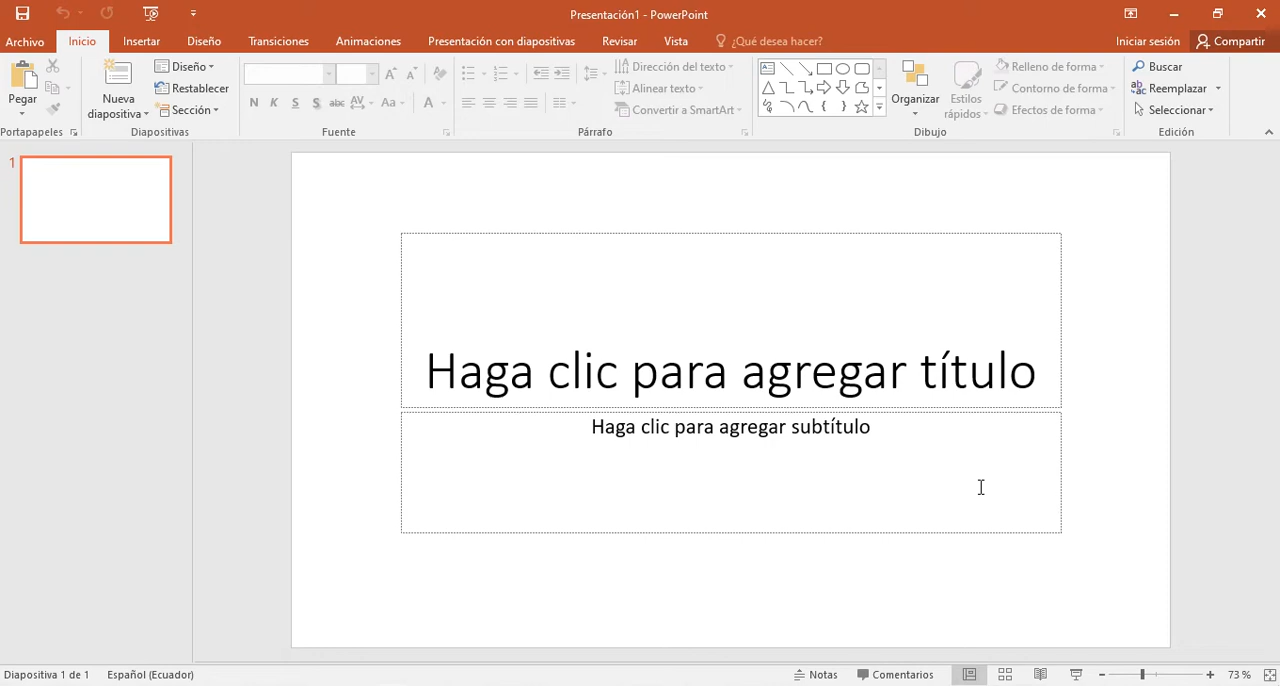 Presentación1 - PowerPoint
Archivo Inicio Insertar Diseño Transiciones Animaciones Presentación con diapositivas Revisar Vista ¿Qué desea hacer? Iniciar sesión Compartir
Pegar
Portapapeles
Nueva diapositiva
Diseño
Restablecer
Sección
Diapositivas
N K S S abc AV Aa A
Fuente
Dirección del texto
Alinear texto
Convertir a SmartArt
Párrafo
Organizar
Estilos rápidos
Relleno de forma
Contorno de forma
Efectos de forma
Dibujo
Buscar
Reemplazar
Seleccionar
Edición
1
Haga clic para agregar título
Haga clic para agregar subtítulo
Diapositiva 1 de 1 Español (Ecuador) Notas Comentarios 73 %